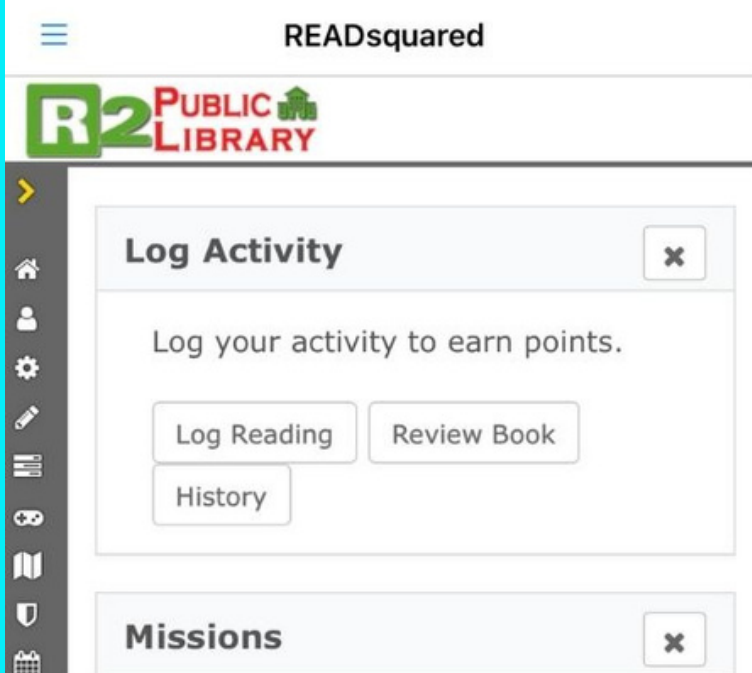 READsquared
R2 PUBLIC
LIBRARY
Log Activity
Log your activity to earn points.
Log Reading Review Book
History
Missions